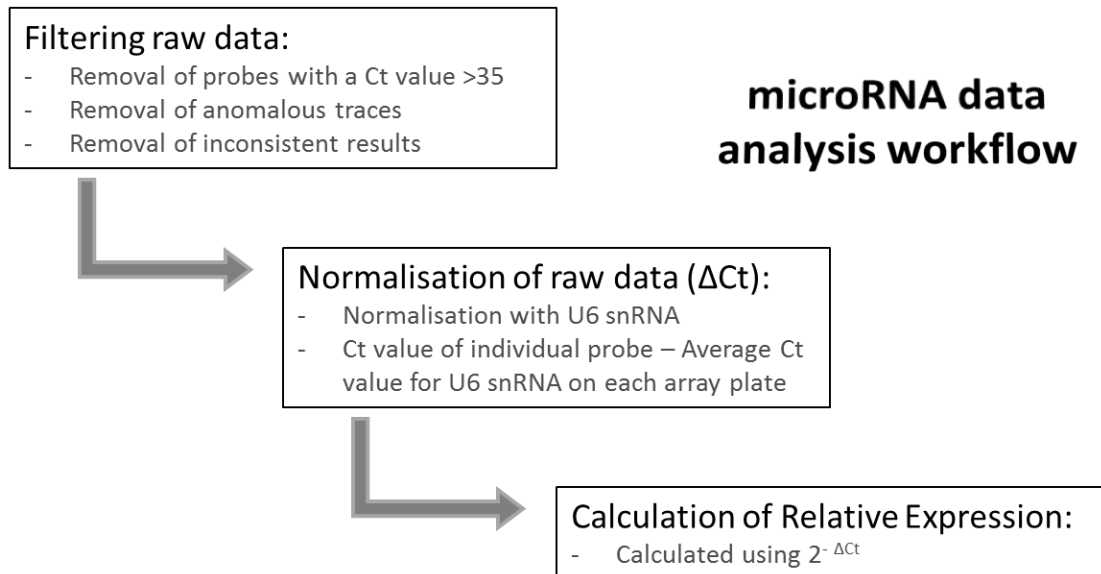 Filtering raw data:
- Removal of probes with a Ct value >35
- Removal of anomalous traces
- Removal of inconsistent results
microRNA data
analysis workflow
Normalisation of raw data (ΔCt):
- Normalisation with U6 snRNA
- Ct value of individual probe – Average Ct
value for U6 snRNA on each array plate
Calculation of Relative Expression:
- Calculated using 2^- ΔCt